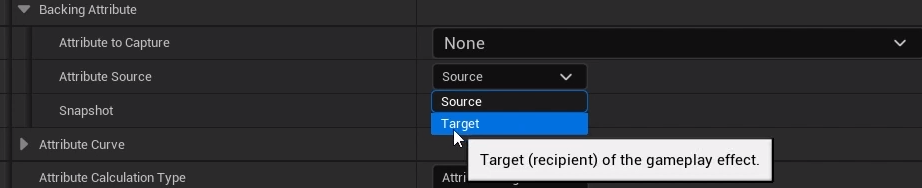 Backing Attribute
Attribute to Capture
None
Attribute Source
Source
Source
Snapshot
Target
Attribute Curve
Target (recipient) of the gameplay effect.
Attribute Calculation Type
Attri